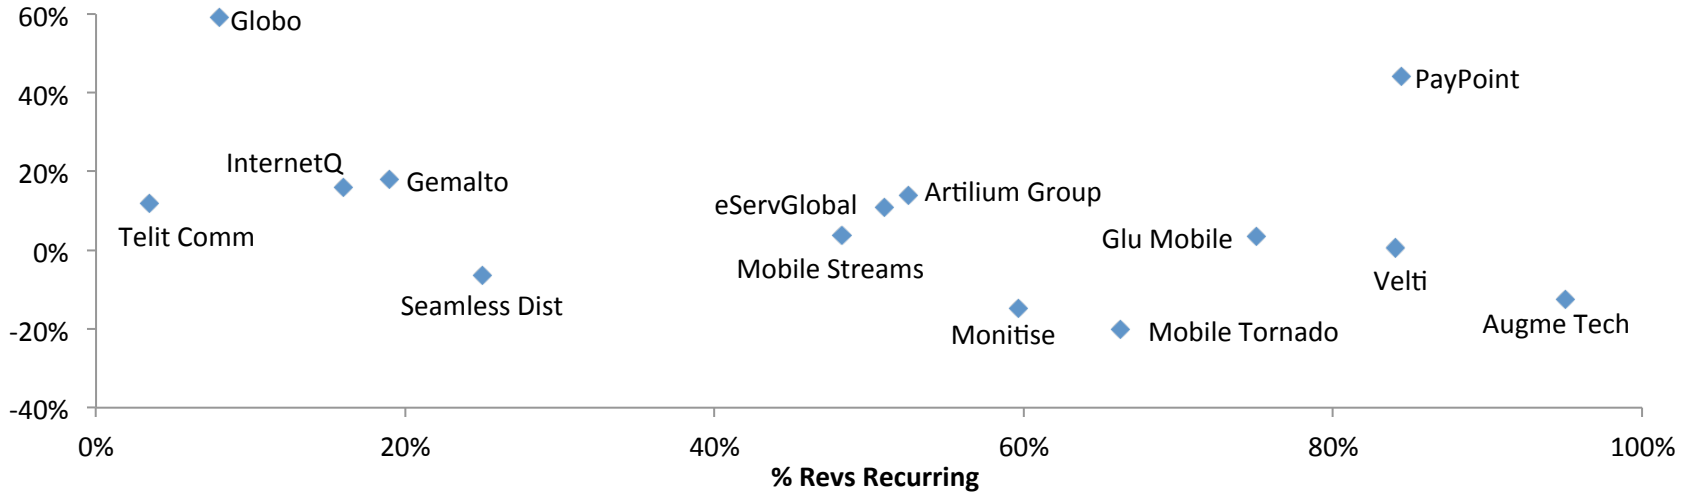 60%
Globo
40%
PayPoint
InternetQ
20%
Gemalto
Artilium Group
eServGlobal
Telit Comm
Glu Mobile
0%
Mobile Streams
Velti
Seamless Dist
Augme Tech
-20%
Monitise
Mobile Tornado
-40%
0%
20%
40%
60%
80%
100%
% Revs Recurring